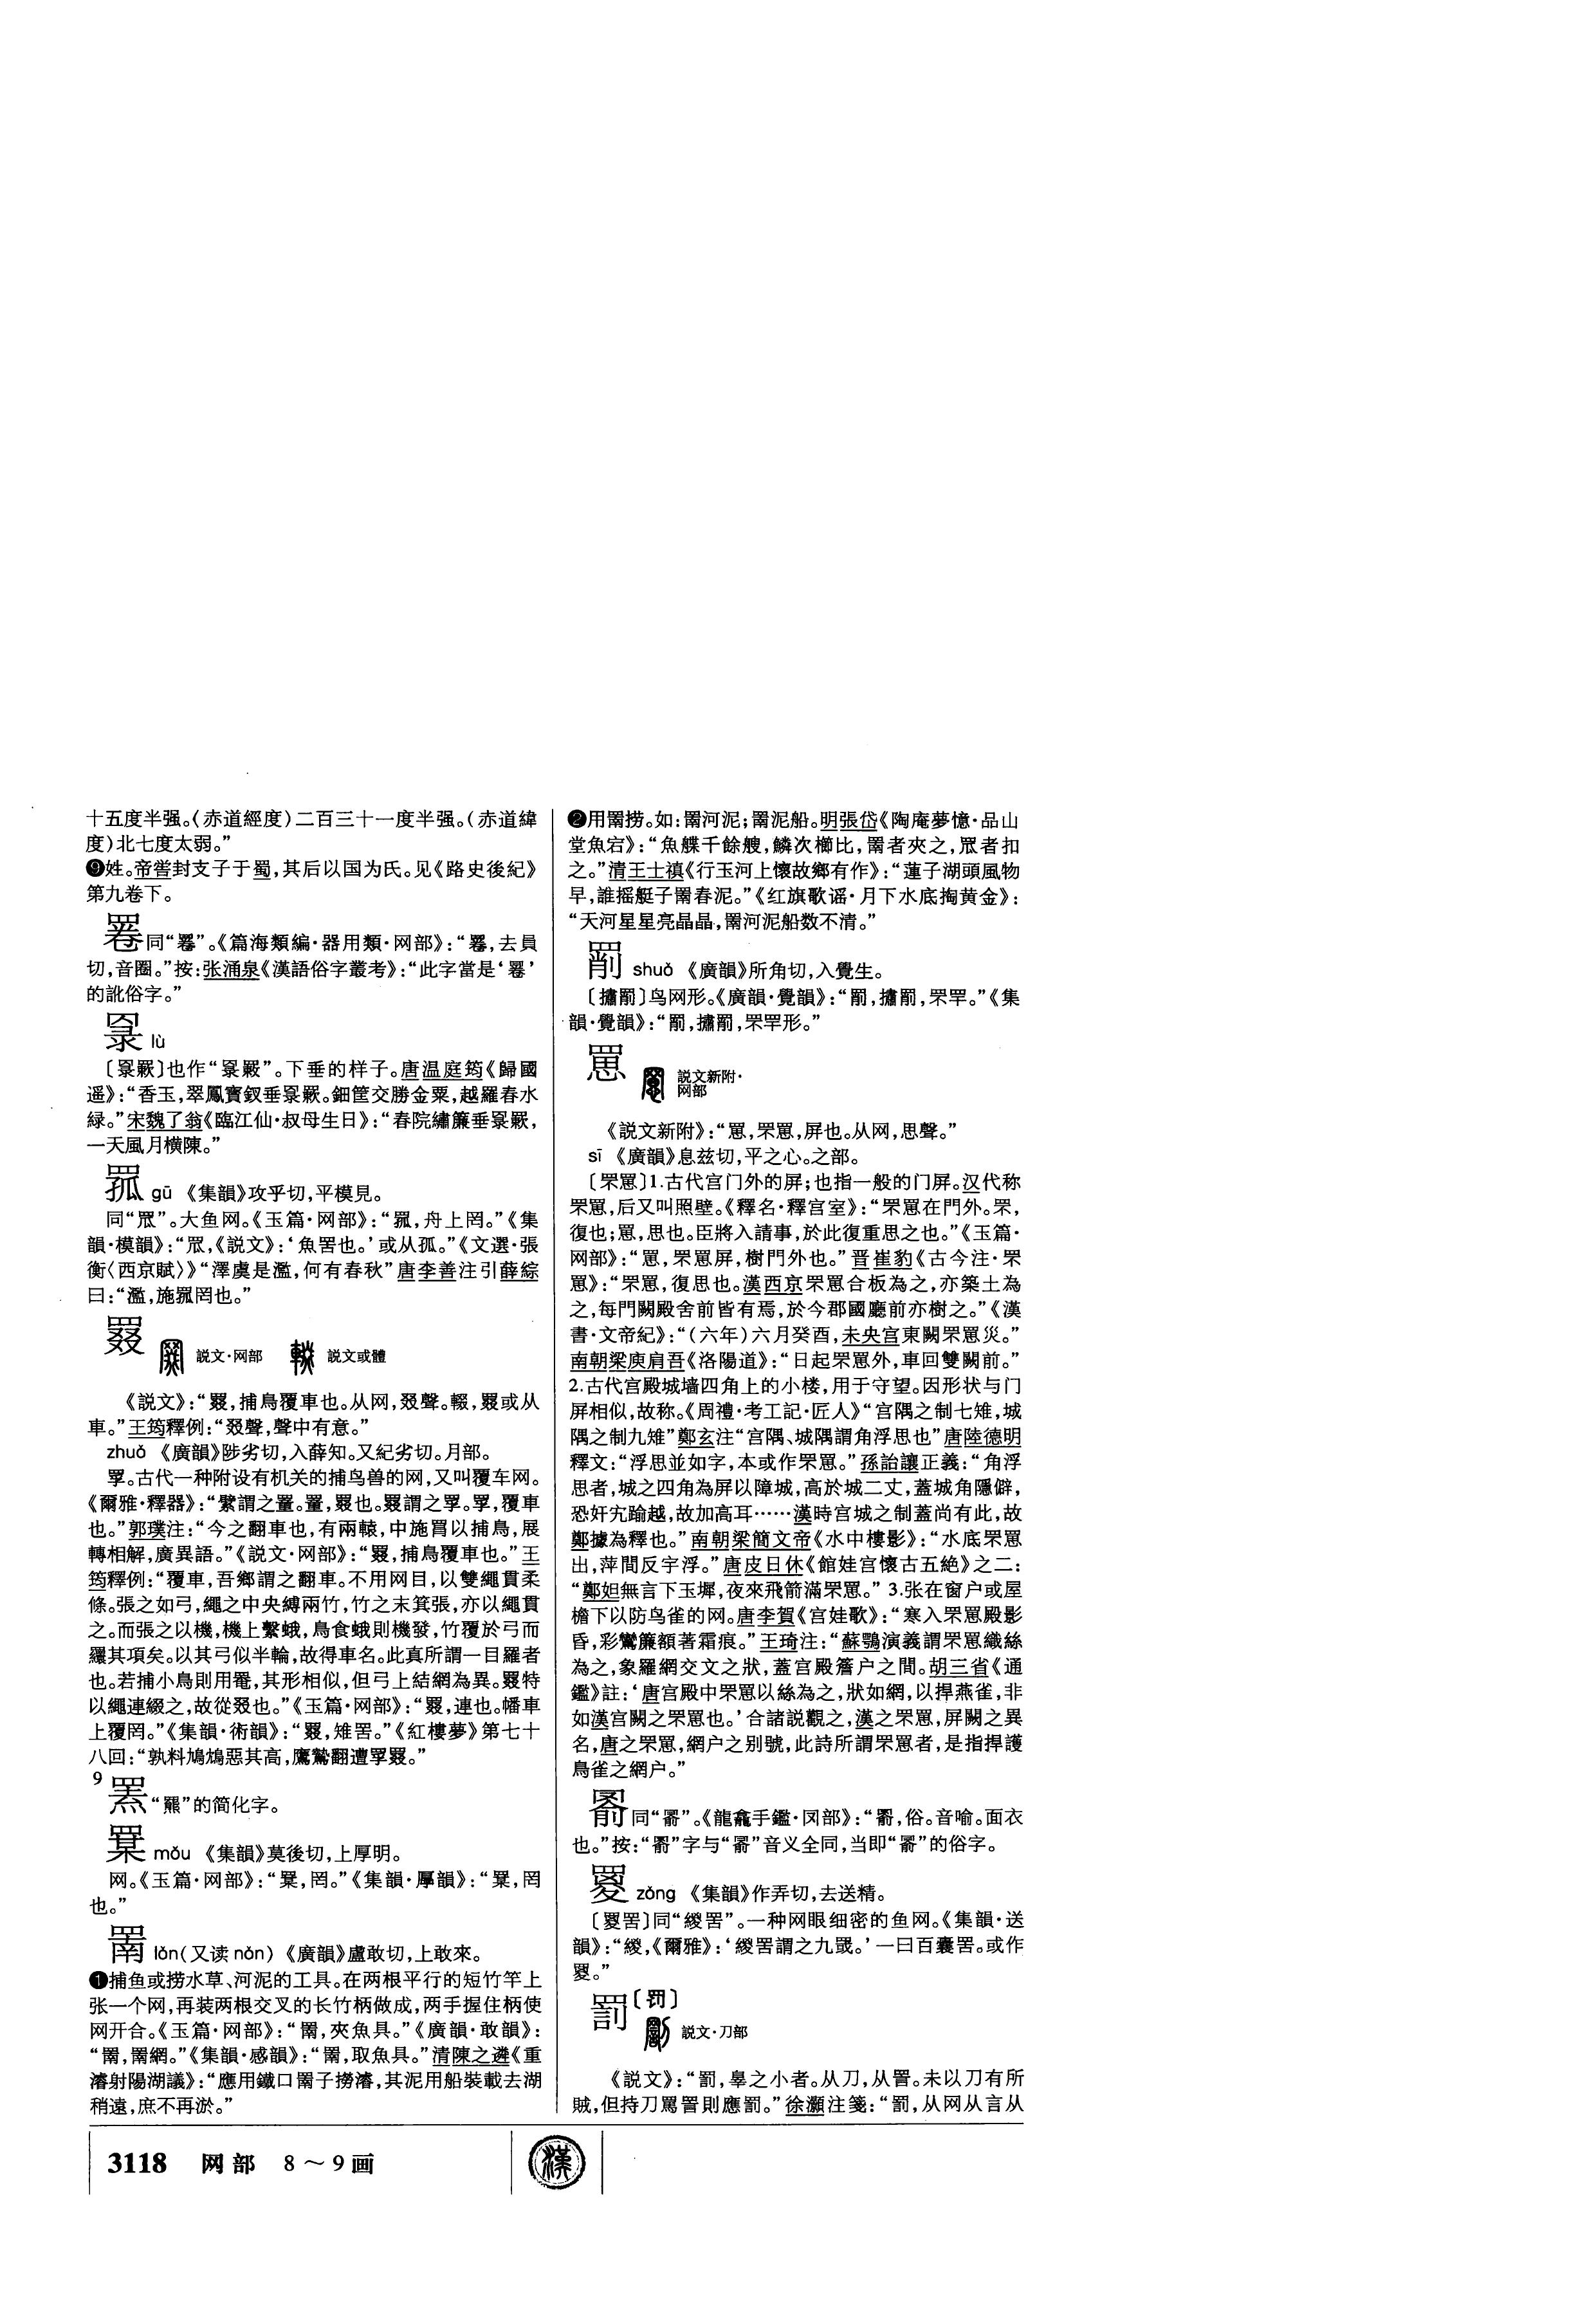 十五度半强。(赤道經度)二百三十一度半强。(赤道緯
度)北七度太弱。”
❾姓。帝嚳封支子于蜀,其后以国为氏。见《路史後紀》
第九卷下。
同“罤”。《篇海類編·器用類·网部》:“,去員
切,音圈。”按:张涌泉《漢語俗字叢考》:“此字當是‘’
的訛俗字。”
睩 lù
〔罬〕也作“”。下垂的样子。唐温庭筠《歸國
遥》:“香玉,翠鳳寶釵垂。鈿筐交勝金粟,越羅春水
緑。”宋魏了翁《臨江仙·叔母生日》:“春院繡簾垂,
一天風月横陳。”
罛 gū 《集韻》攻乎切,平模見。
同“罛”。大鱼网。《玉篇·网部》:“,舟上罔。”《集
韻·模韻》:“罛,《説文》:‘魚罟也。’或从孤。”《文選·張
衡〈西京賦〉》“澤虞是濫,何有春秋”唐李善注引薛綜
曰:“濫,施罔也。”
罬 説文·网部 説文或體
《説文》:“罬,捕鳥覆車也。从网,叕聲。輟,罬或从
車。”王筠釋例:“叕聲,聲中有意。”
zhuó 《廣韻》陟劣切,入薛知。又紀劣切。月部。
罦。古代一种附设有机关的捕鸟兽的网,又叫覆车网。
《爾雅·釋器》:“繴謂之罿。罿,罬也。罬謂之罦。罦,覆車
也。”郭璞注:“今之翻車也,有兩轅,中施罥以捕鳥,展
轉相解,廣異語。”《説文·网部》:“罬,捕鳥覆車也。”王
筠釋例:“覆車,吾鄉謂之翻車。不用网目,以雙繩貫柔
條。張之如弓,繩之中央縛兩竹,竹之末箕張,亦以繩貫
之。而張之以機,機上繫蛾,鳥食蛾則機發,竹覆於弓而
羅其項矣。以其弓似半輪,故得車名。此真所謂一目羅者
也。若捕小鳥則用,其形相似,但弓上結網為異。罬特
以繩連綴之,故從叕也。”《玉篇·网部》:“罬,連也。幡車
上覆罔。”《集韻·術韻》:“罬,雉罟。”《紅樓夢》第七十
八回:“孰料鳩鴆惡其高,鷹鷙翻遭罦罬。”
9
罴 “羆”的简化字。
罞 mǒu 《集韻》莫後切,上厚明。
网。《玉篇·网部》:“,罔。”《集韻·厚韻》:“,罔
也。”
罱 lǎn(又读nǎn) 《廣韻》盧敢切,上敢來。
❶捕鱼或捞水草、河泥的工具。在两根平行的短竹竿上
张一个网,再装两根交叉的长竹柄做成,两手握住柄使
网开合。《玉篇·网部》:“罱,夾魚具。”《廣韻·敢韻》:
“罱,罱網。”《集韻·感韻》:“罱,取魚具。”清陳之遴《重
濬射陽湖議》:“應用鐵口罱子撈濬,其泥用船裝載去湖
稍遠,庶不再淤。”
❷用罱捞。如:罱河泥;罱泥船。明張岱《陶庵夢憶·品山
堂魚宕》:“魚艓千餘艘,鱗次櫛比,罱者夾之,罛者扣
之。”清王士禛《行玉河上懷故鄉有作》:“蓮子湖頭風物
早,誰摇艇子罱春泥。”《红旗歌谣·月下水底掏黄金》:
“天河星星亮晶晶,罱河泥船数不清。”
shuò 《廣韻》所角切,入覺生。
〔〕鸟网形。《廣韻·覺韻》:“,,罘罕。”《集
韻·覺韻》:“,,罘罕形。”
罳 説文新附·
网部
《説文新附》:“罳,罘罳,屏也。从网,思聲。”
sī 《廣韻》息兹切,平之心。之部。
〔罘罳〕1.古代宫门外的屏;也指一般的门屏。汉代称
罘罳,后又叫照壁。《釋名·釋宫室》:“罘罳在門外。罘,
復也;罳,思也。臣將入請事,於此復重思之也。”《玉篇·
网部》:“罳,罘罳屏,樹門外也。”晋崔豹《古今注·罘
罳》:“罘罳,復思也。漢西京罘罳合板為之,亦築土為
之,每門闕殿舍前皆有焉,於今郡國廳前亦樹之。”《漢
書·文帝紀》:“(六年)六月癸酉,未央宫東闕罘罳災。”
南朝梁庾肩吾《洛陽道》:“日起罘罳外,車回雙闕前。”
2.古代宫殿城墙四角上的小楼,用于守望。因形状与门
屏相似,故称。《周禮·考工記·匠人》“宫隅之制七雉,城
隅之制九雉”鄭玄注“宫隅、城隅謂角浮思也”唐陸德明
釋文:“浮思並如字,本或作罘罳。”孫詒讓正義:“角浮
思者,城之四角為屏以障城,高於城二丈,蓋城角隱僻,
恐奸宄踰越,故加高耳……漢時宫城之制蓋尚有此,故
鄭據為釋也。”南朝梁簡文帝《水中樓影》:“水底罘罳
出,萍間反宇浮。”唐皮日休《館娃宫懷古五絶》之二:
“鄭妲無言下玉墀,夜來飛箭滿罘罳。” 3.张在窗户或屋
檐下以防鸟雀的网。唐李賀《宫娃歌》:“寒入罘罳殿影
昏,彩鸞簾額著霜痕。”王琦注:“蘇鶚演義謂罘罳織絲
為之,象羅網交文之狀,蓋宫殿簷户之間。胡三省《通
鑑》註:‘唐宫殿中罘罳以絲為之,狀如網,以捍燕雀,非
如漢宫闕之罘罳也。’合諸説觀之,漢之罘罳,屏闕之異
名,唐之罘罳,網户之别號,此詩所謂罘罳者,是指捍護
鳥雀之網户。”
同“”。《龍龕手鑑·𦉰部》:“,俗。音喻。面衣
也。”按:“”字与“”音义全同,当即“”的俗字。
zǒng 《集韻》作弄切,去送精。
〔罟〕同“緵罟”。一种网眼细密的鱼网。《集韻·送
韻》:“緵,《爾雅》:‘緵罟謂之九罭。’一曰百囊罟。或作
。”
罰〔罚〕
説文·刀部
《説文》:“罰,辠之小者。从刀,从詈。未以刀有所
賊,但持刀駡詈則應罰。”徐灝注箋:“罰,从网从言从
3118 网部 8～9画 漢